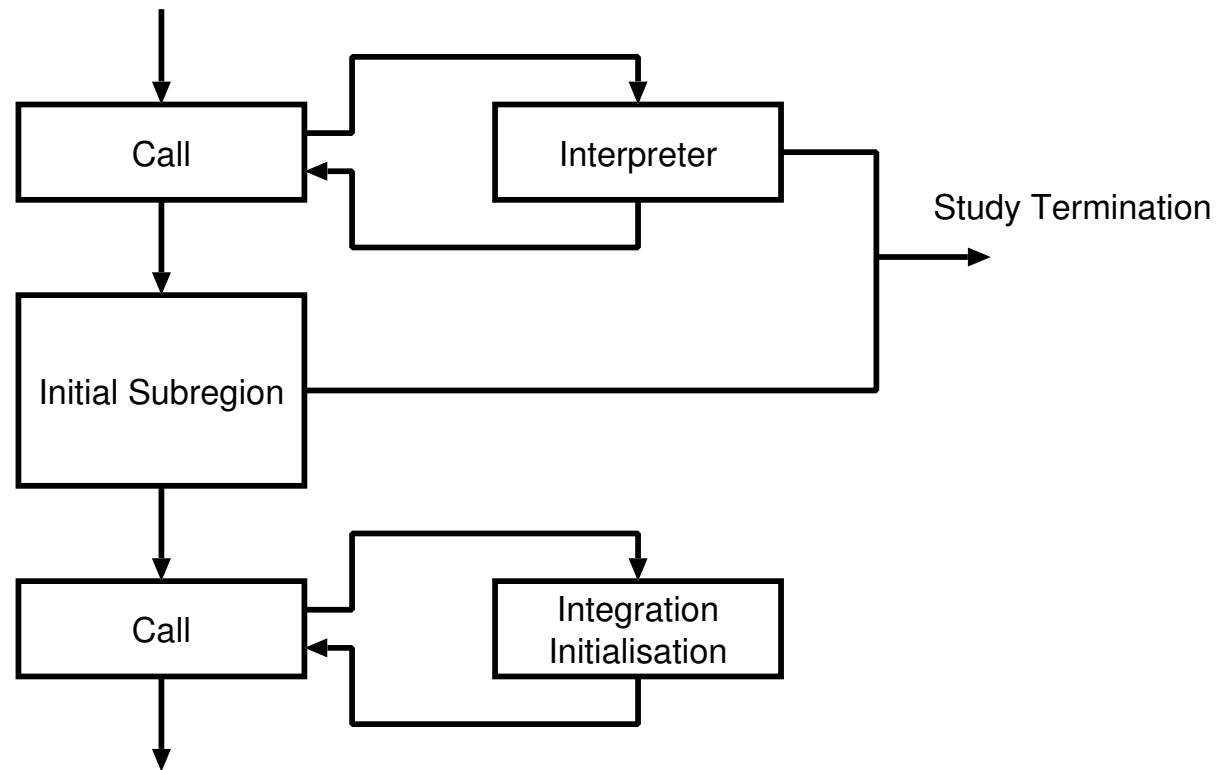 Call
Interpreter
Study Termination
Initial Subregion
Call
Integration
Initialisation